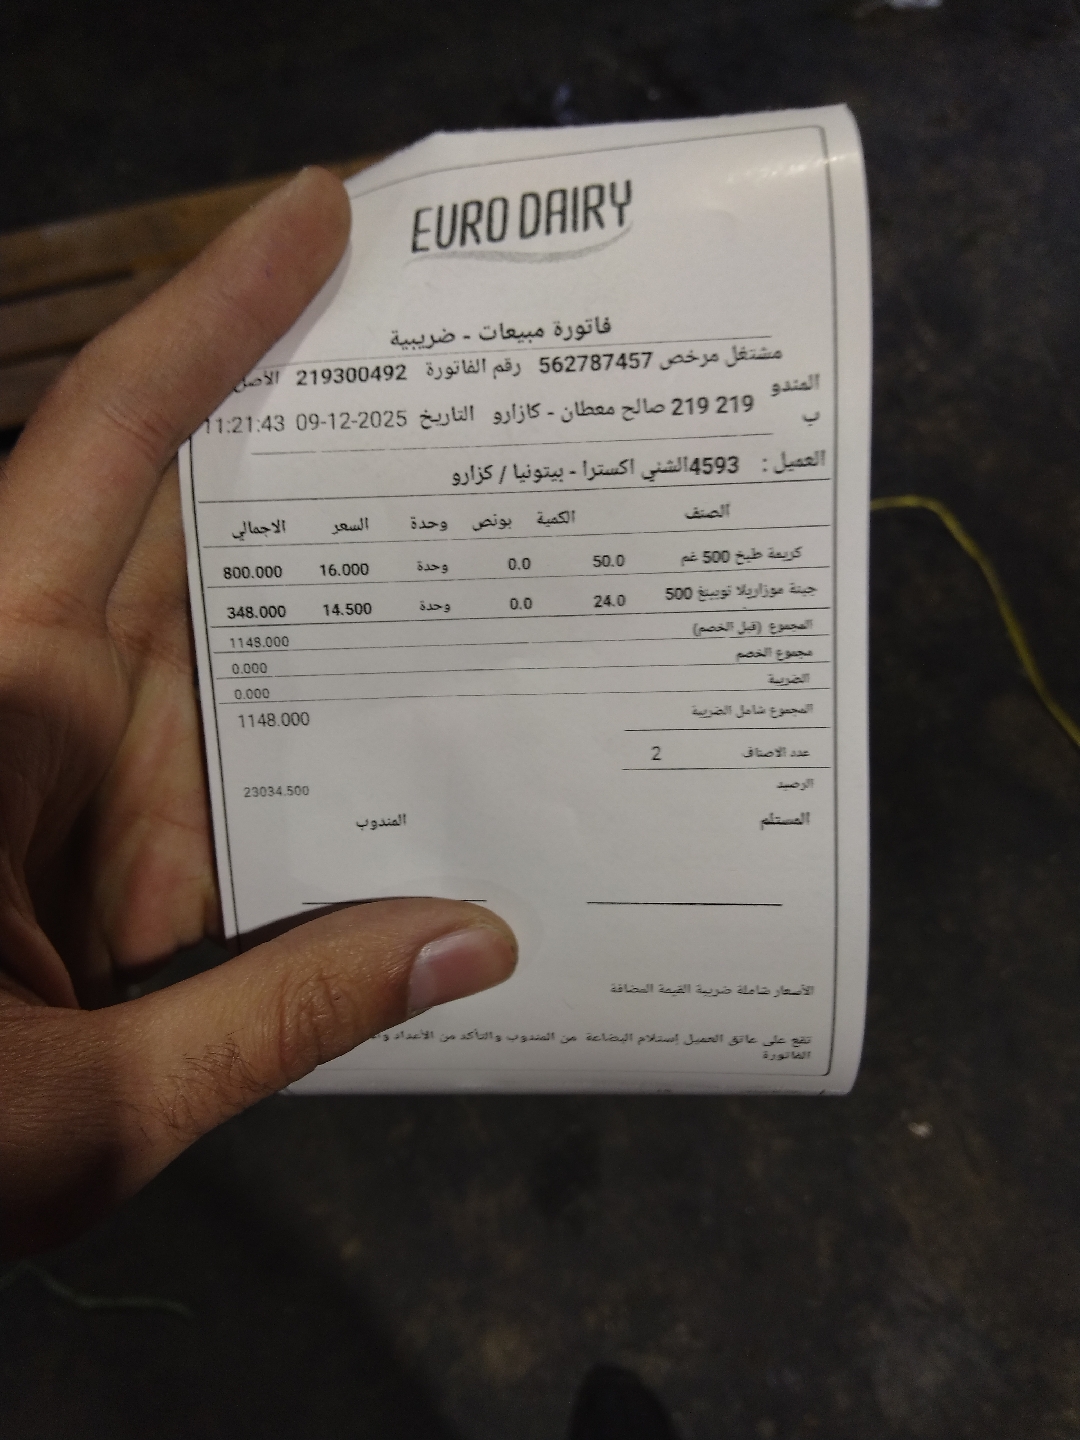 EURO DAIRY
فاتورة مبيعات - ضريبية
مشتغل مرخص 562787457 رقم الفاتورة 219300492 الأصل
المندوب 219 219 صالح معطان - كازارو التاريخ 09-12-2025 11:21:43
العميل : 4593الشني اكسترا - بيتونيا / كزارو
الصنف الكمية بونص وحدة السعر الاجمالي
كريمة طبخ 500 غم 50.0 0.0 وحدة 16.000 800.000
جبنة موزاريلا توبينغ 500 24.0 0.0 وحدة 14.500 348.000
المجموع (قبل الخصم) 1148.000
مجموع الخصم 0.000
الضريبة 0.000
المجموع شامل الضريبة 1148.000
عدد الاصناف 2
الرصيد 23034.500
المستلم المندوب
الأسعار شاملة ضريبة القيمة المضافة
تقع على عاتق العميل إستلام البضاعة من المندوب والتأكد من الأعداد
الفاتورة